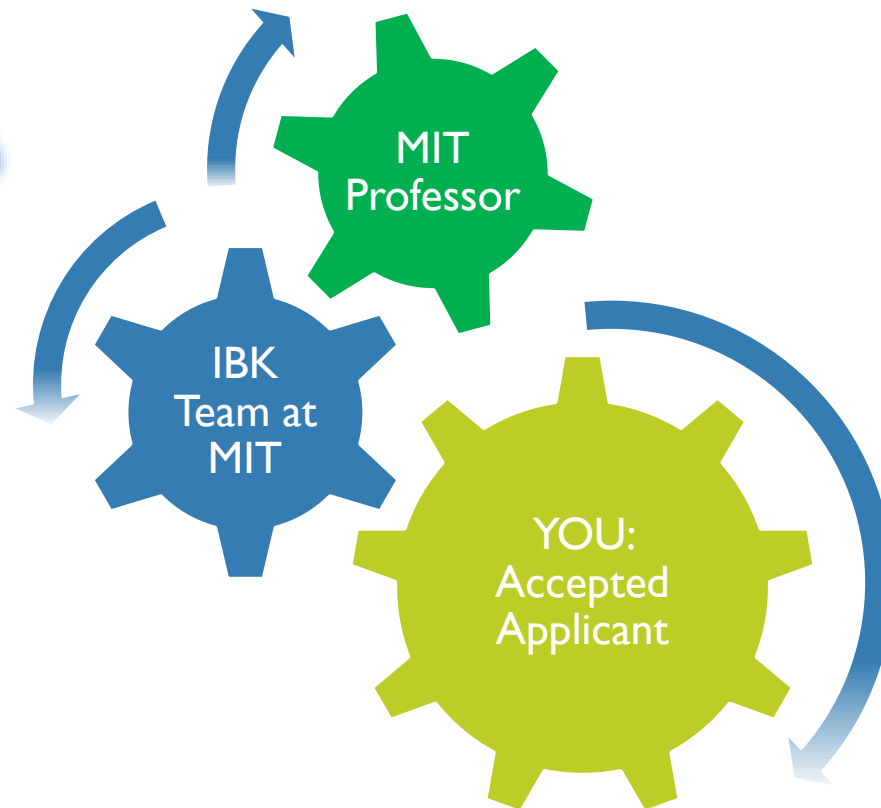 MIT
Professor
IBK
Team at
MIT
YOU:
Accepted
Applicant